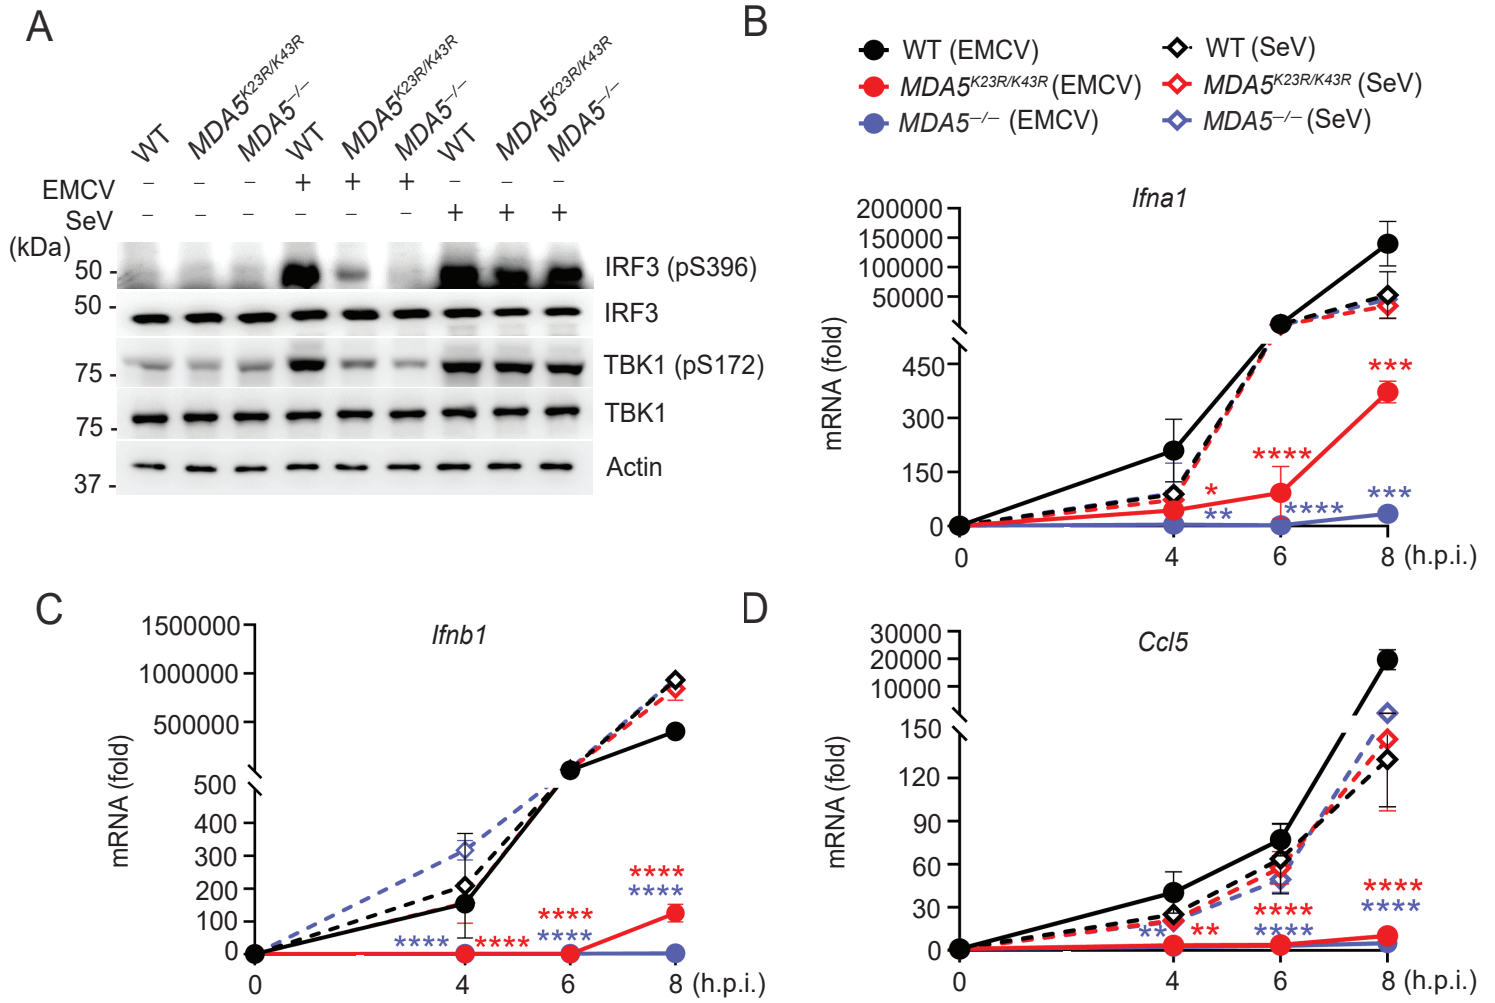 A
WT MDA5K23R/K43R MDA5–/– WT MDA5K23R/K43R MDA5–/– WT MDA5K23R/K43R MDA5–/–
EMCV – – – + + + – – –
SeV – – – – – – + + +
(kDa)
50 - IRF3 (pS396)
50 - IRF3
75 - TBK1 (pS172)
75 - TBK1
37 - Actin
B
WT (EMCV) WT (SeV)
MDA5K23R/K43R (EMCV) MDA5K23R/K43R (SeV)
MDA5–/– (EMCV) MDA5–/– (SeV)
Ifna1
mRNA (fold)
200000
150000
100000
50000
450
300
150
0
***
****
*
***
****
**
0 4 6 8 (h.p.i.)
C
Ifnb1
mRNA (fold)
1500000
1000000
500000
500
400
300
200
100
0
****
****
****
****
**** ****
0 4 6 8 (h.p.i.)
D
Ccl5
mRNA (fold)
30000
20000
10000
150
120
90
60
30
0
****
****
****
****
** **
0 4 6 8 (h.p.i.)